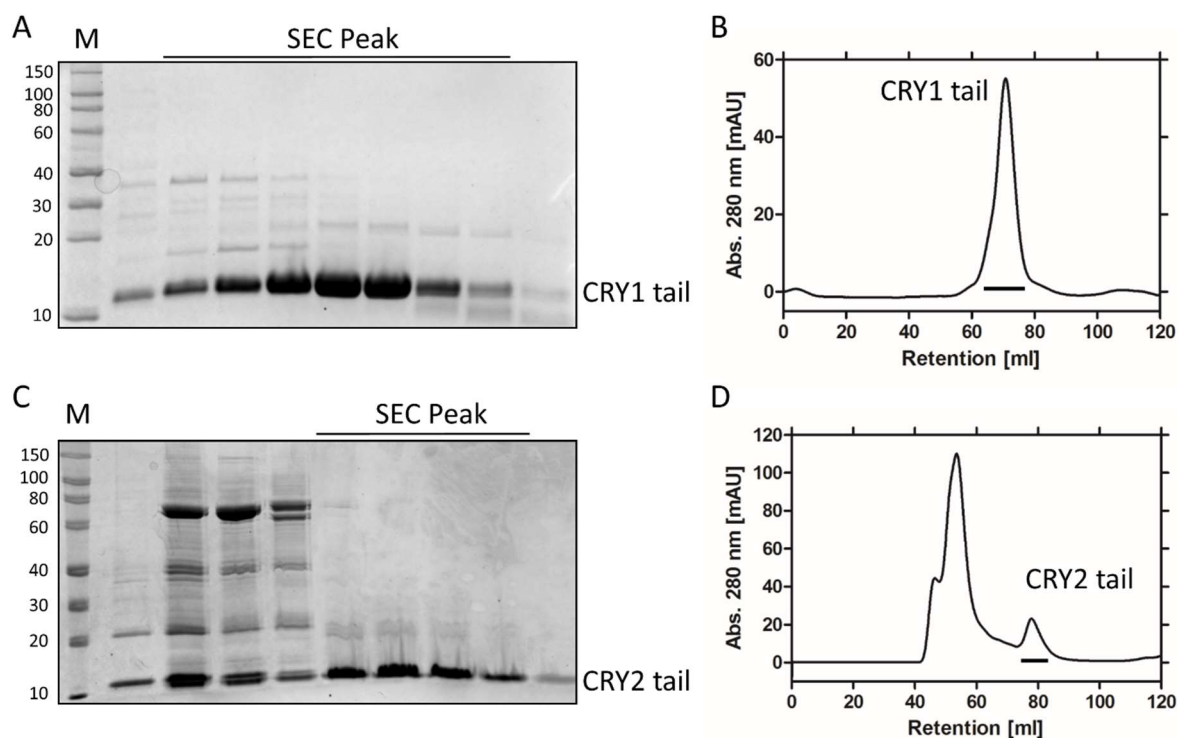 A
M
SEC Peak
150
100
80
60
40
30
20
10
CRY1 tail
B
60
40
20
0
Abs. 280 nm [mAU]
CRY1 tail
0 20 40 60 80 100 120
Retention [ml]
C
M
SEC Peak
150
100
80
60
40
30
20
10
CRY2 tail
D
120
100
80
60
40
20
0
Abs. 280 nm [mAU]
CRY2 tail
0 20 40 60 80 100 120
Retention [ml]